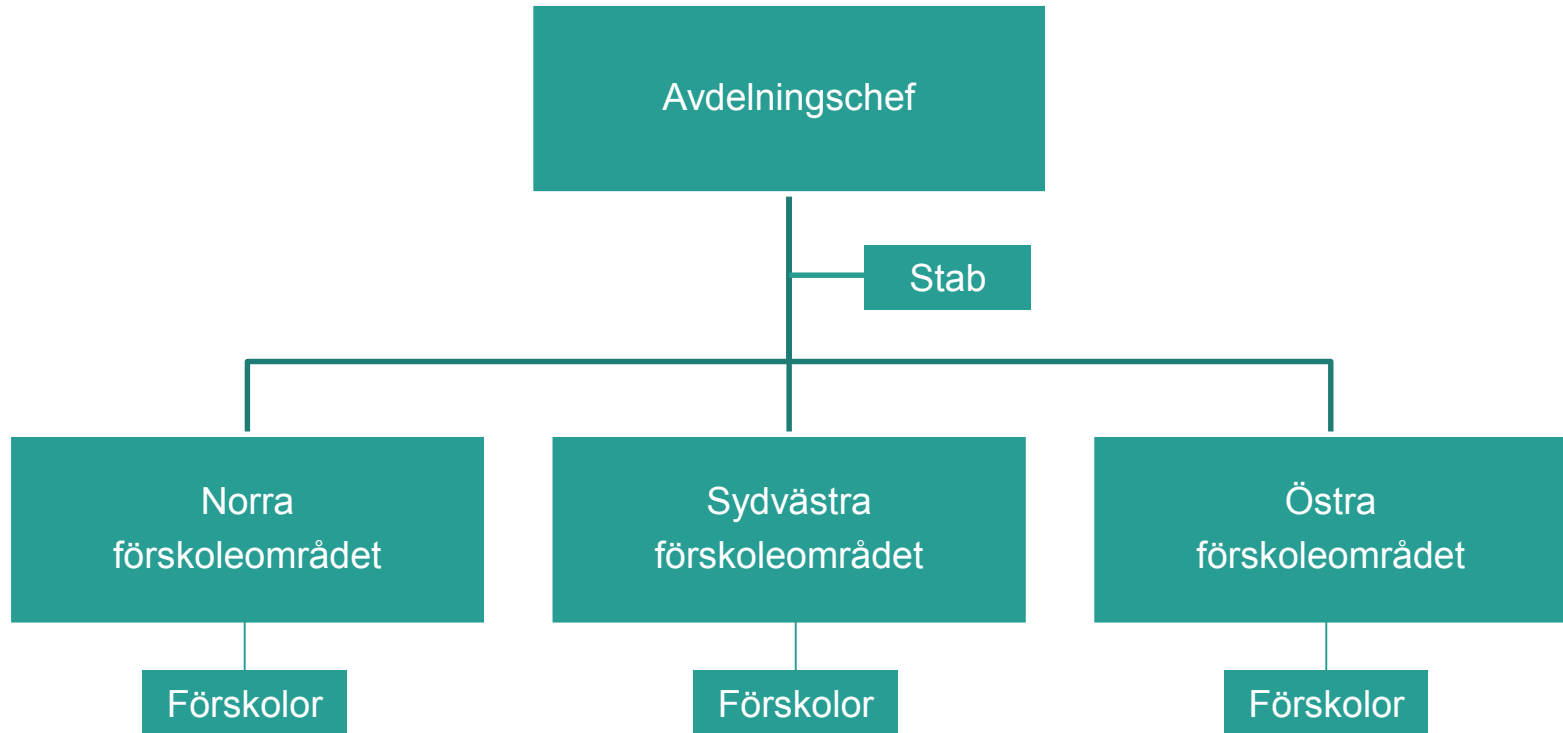 Avdelningschef
Stab
Norra
förskoleområdet
Sydvästra
förskoleområdet
Östra
förskoleområdet
Förskolor
Förskolor
Förskolor